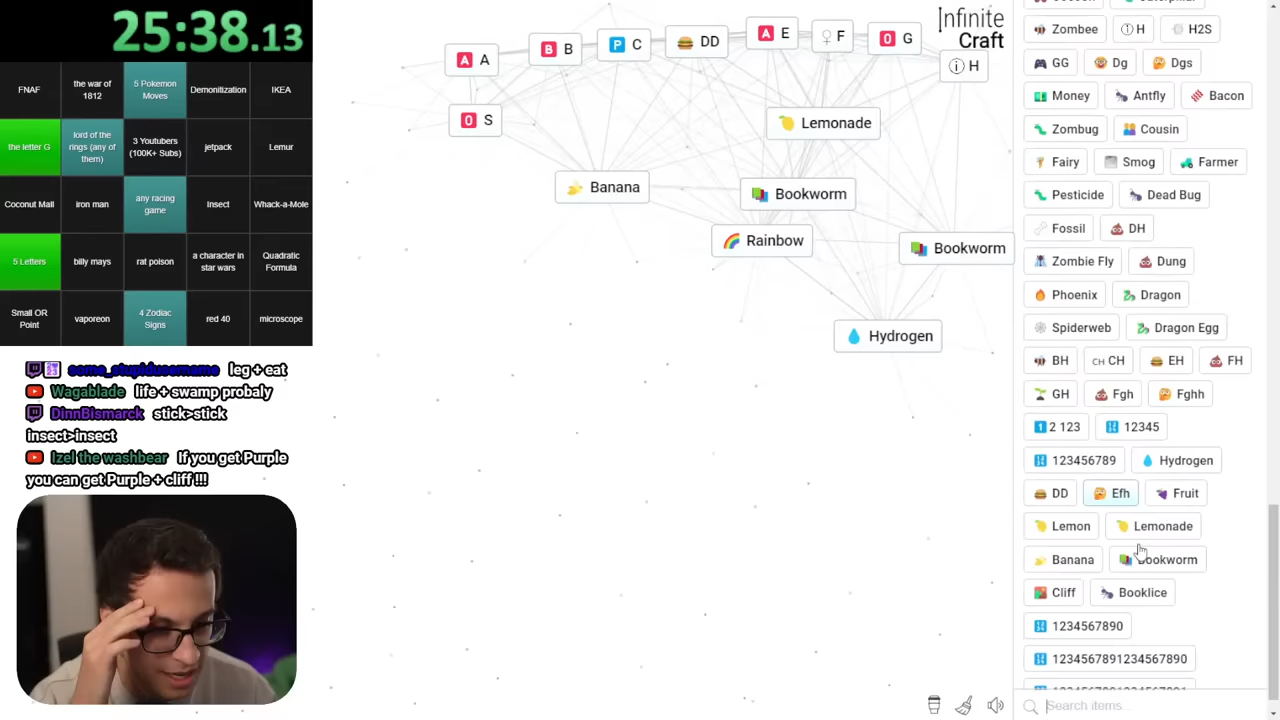 25:38.13
FNAF
the war of
1812
5 Pokemon
Moves
Demonitization
IKEA
the letter G
lord of the
rings (any of
them)
3 Youtubers
(100K+ Subs)
jetpack
Lemur
Coconut Mall
iron man
any racing
game
Insect
Whack-a-Mole
5 Letters
billy mays
rat poison
a character in
star wars
Quadratic
Formula
Small OR
Point
vaporeon
4 Zodiac
Signs
red 40
microscope
some_stupidusername leg + eat
Wagablade life + swamp probaly
DinnBismarck stick>stick
insect>insect
Izel the washbear If you get Purple
you can get Purple + cliff !!!
Infinite
Craft
A A
B B
P C
DD
A E
F
O G
H
O S
Lemonade
Banana
Bookworm
Rainbow
Bookworm
Hydrogen
Zombee
H
H2S
GG
Dg
Dgs
Money
Antfly
Bacon
Zombug
Cousin
Fairy
Smog
Farmer
Pesticide
Dead Bug
Fossil
DH
Zombie Fly
Dung
Phoenix
Dragon
Spiderweb
Dragon Egg
BH
CH CH
EH
FH
GH
Fgh
Fghh
1 2 123
12345
123456789
Hydrogen
DD
Efh
Fruit
Lemon
Lemonade
Banana
Bookworm
Cliff
Booklice
1234567890
1234567891234567890
Search items...